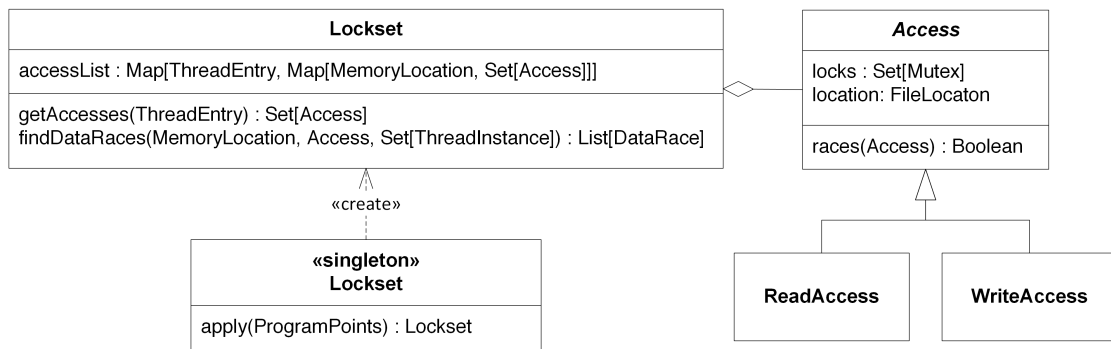 Lockset
accessList : Map[ThreadEntry, Map[MemoryLocation, Set[Access]]]
getAccesses(ThreadEntry) : Set[Access]
findDataRaces(MemoryLocation, Access, Set[ThreadInstance]) : List[DataRace]
Access
locks : Set[Mutex]
location: FileLocaton
races(Access) : Boolean
«create»
«singleton»
Lockset
apply(ProgramPoints) : Lockset
ReadAccess
WriteAccess